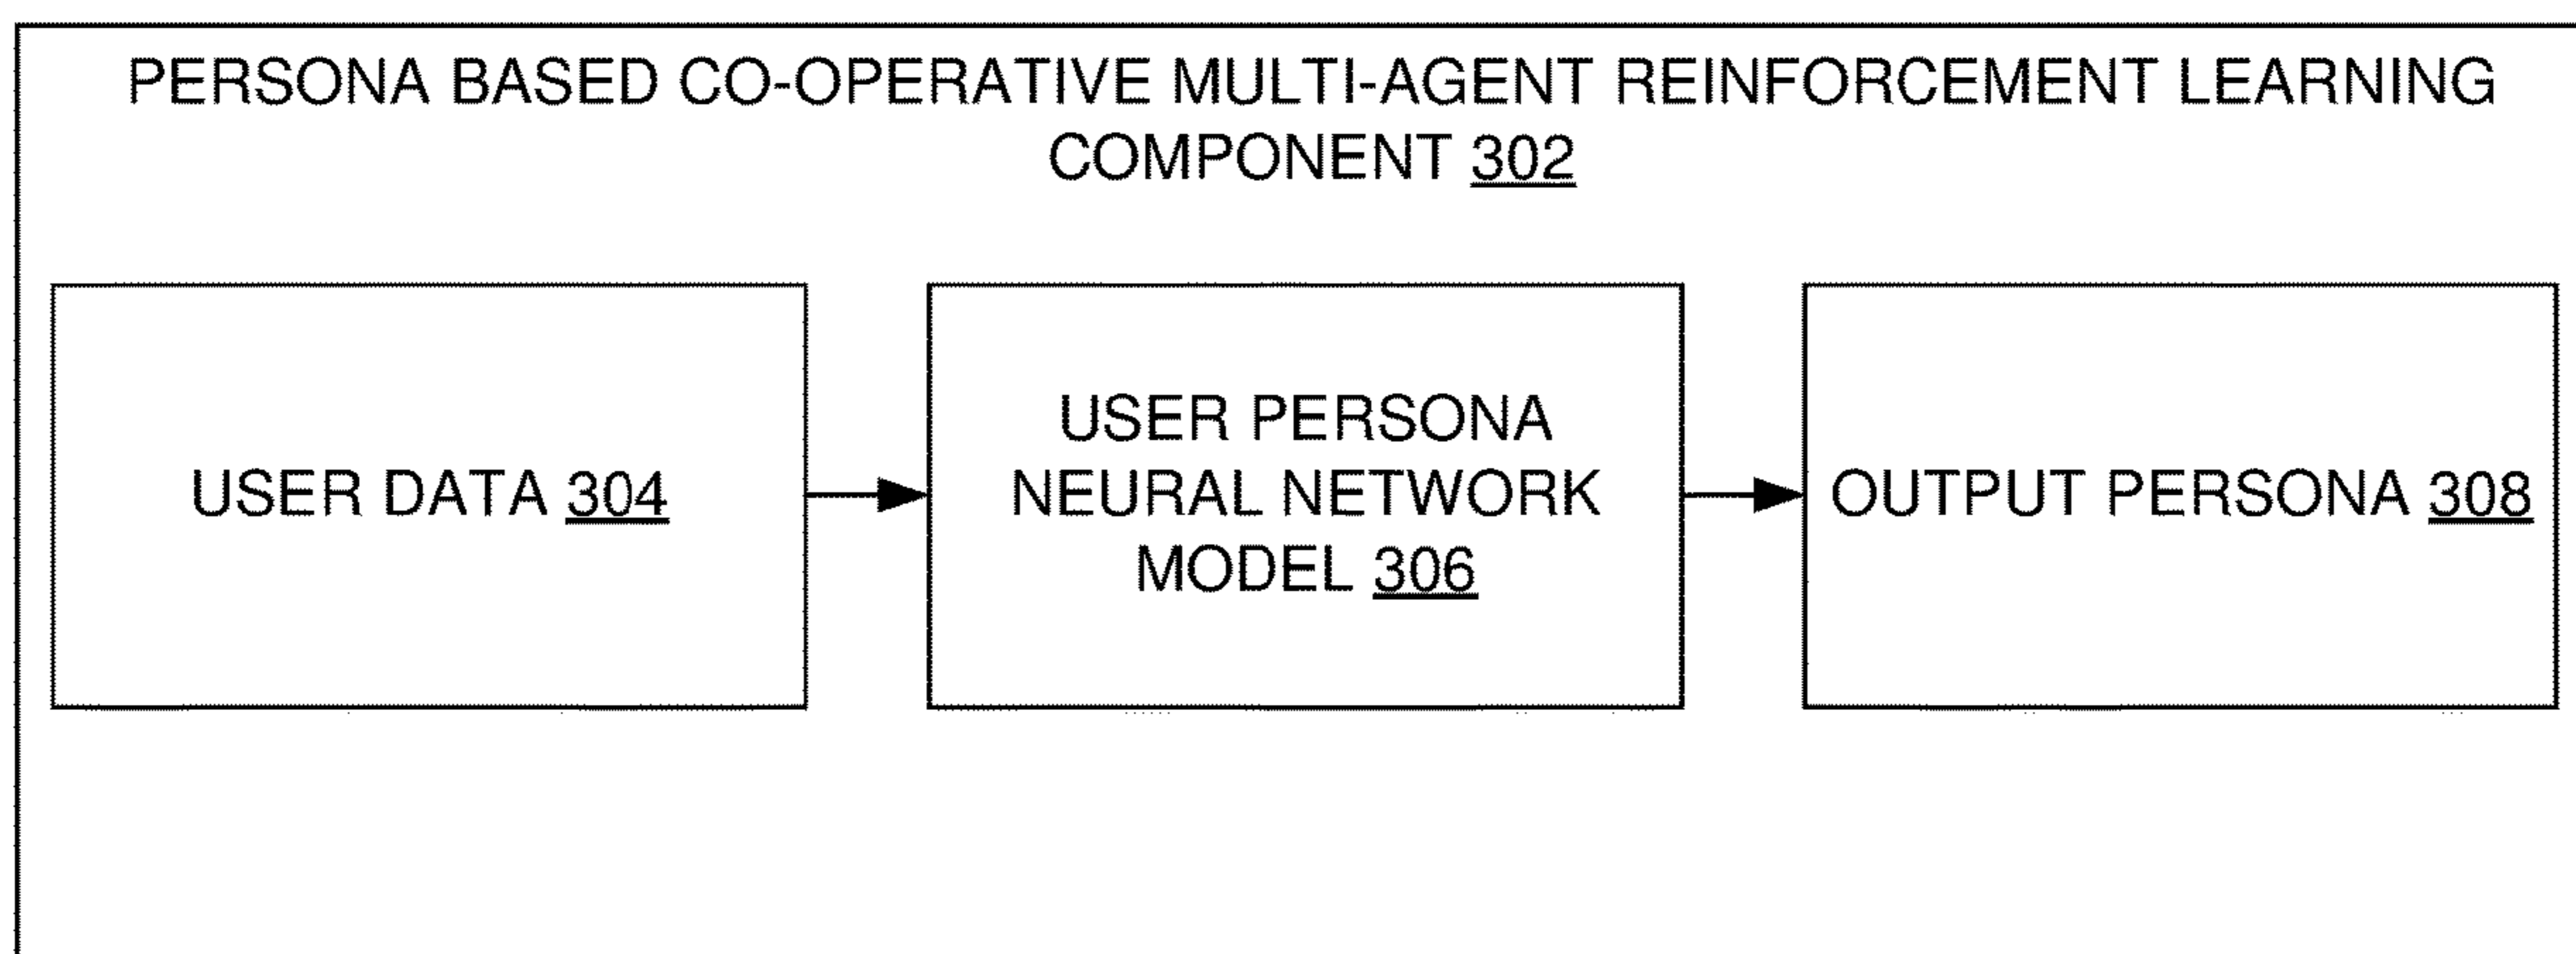 PERSONA BASED CO-OPERATIVE MULTI-AGENT REINFORCEMENT LEARNING
COMPONENT 302
USER DATA 304
USER PERSONA
NEURAL NETWORK
MODEL 306
OUTPUT PERSONA 308